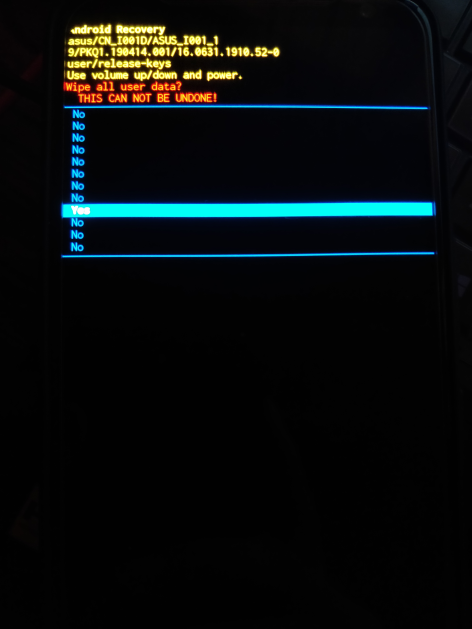 Android Recovery
asus/CN_I001D/ASUS_I001_1
9/PKQ1.190414.001/16.0631.1910.52-0
user/release-keys
Use volume up/down and power.
Wipe all user data?
THIS CAN NOT BE UNDONE!
No
No
No
No
No
No
No
No
Yes
No
No
No